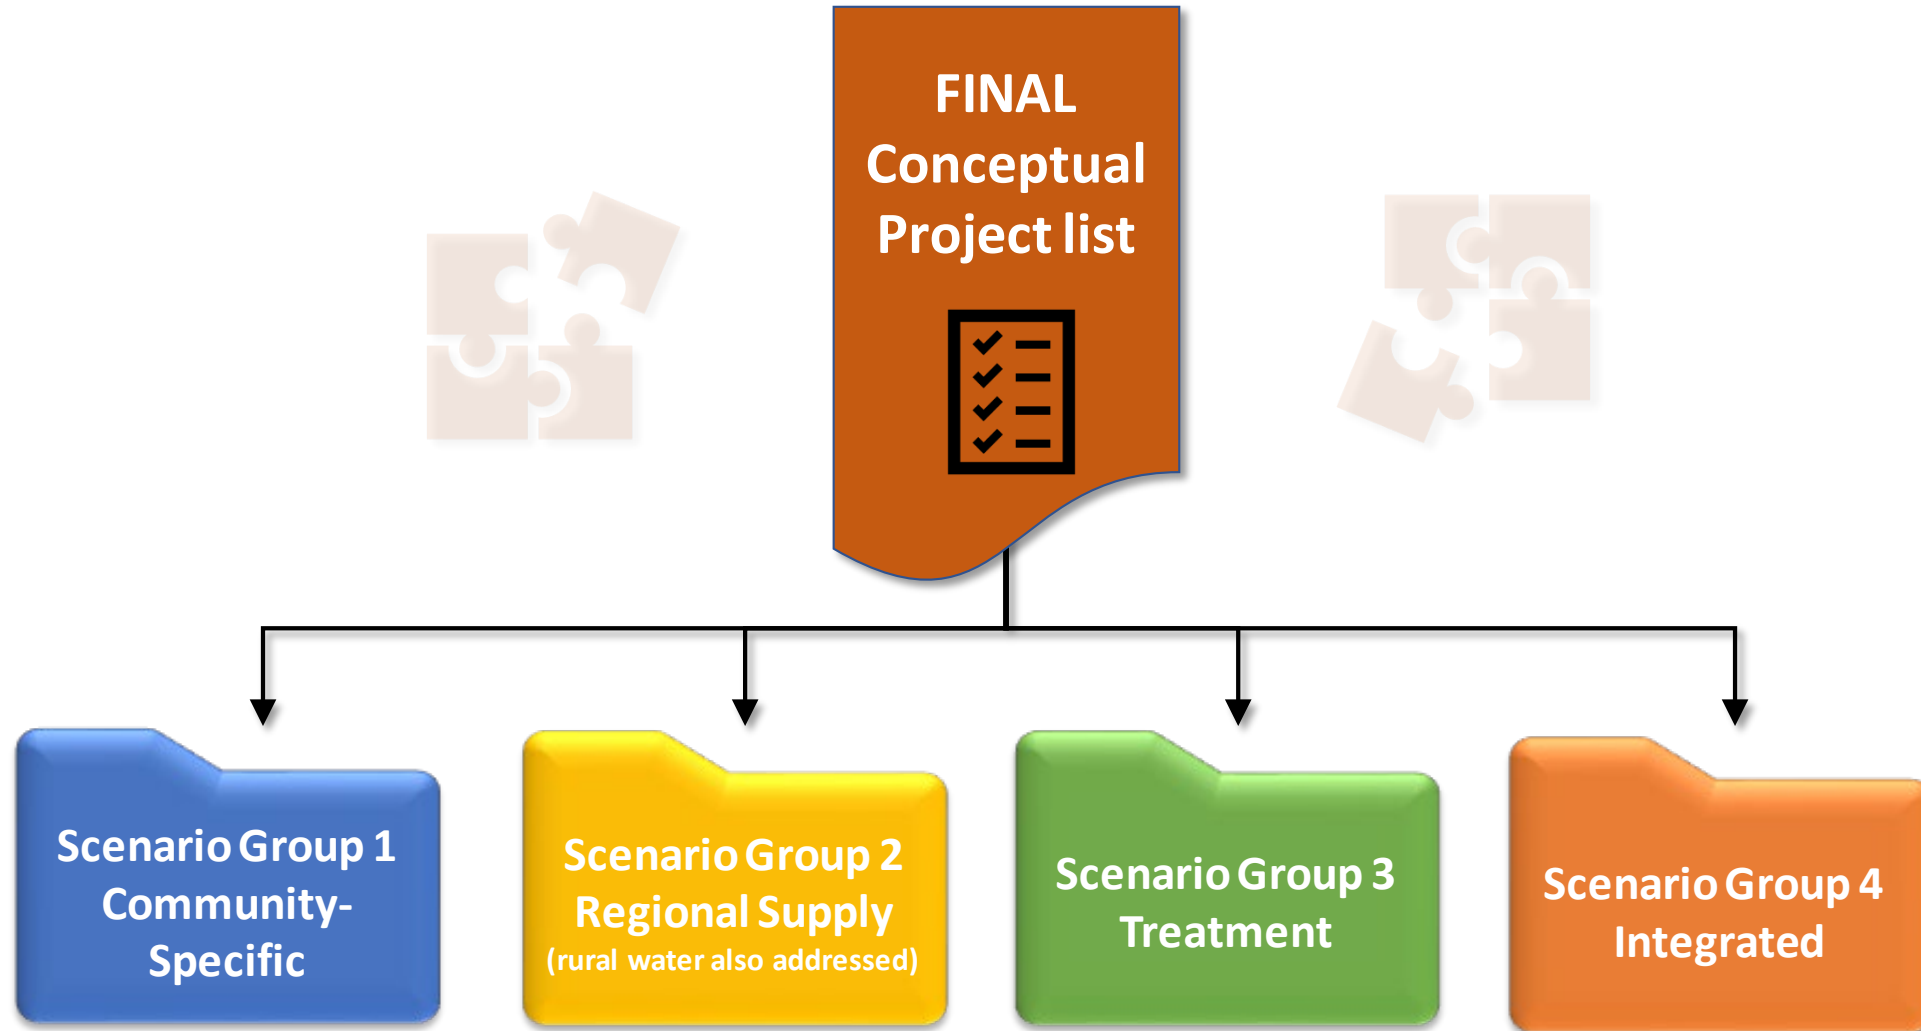 FINAL
Conceptual
Project list
Scenario Group 1
Community-
Specific
Scenario Group 2
Regional Supply
(rural water also addressed)
Scenario Group 3
Treatment
Scenario Group 4
Integrated